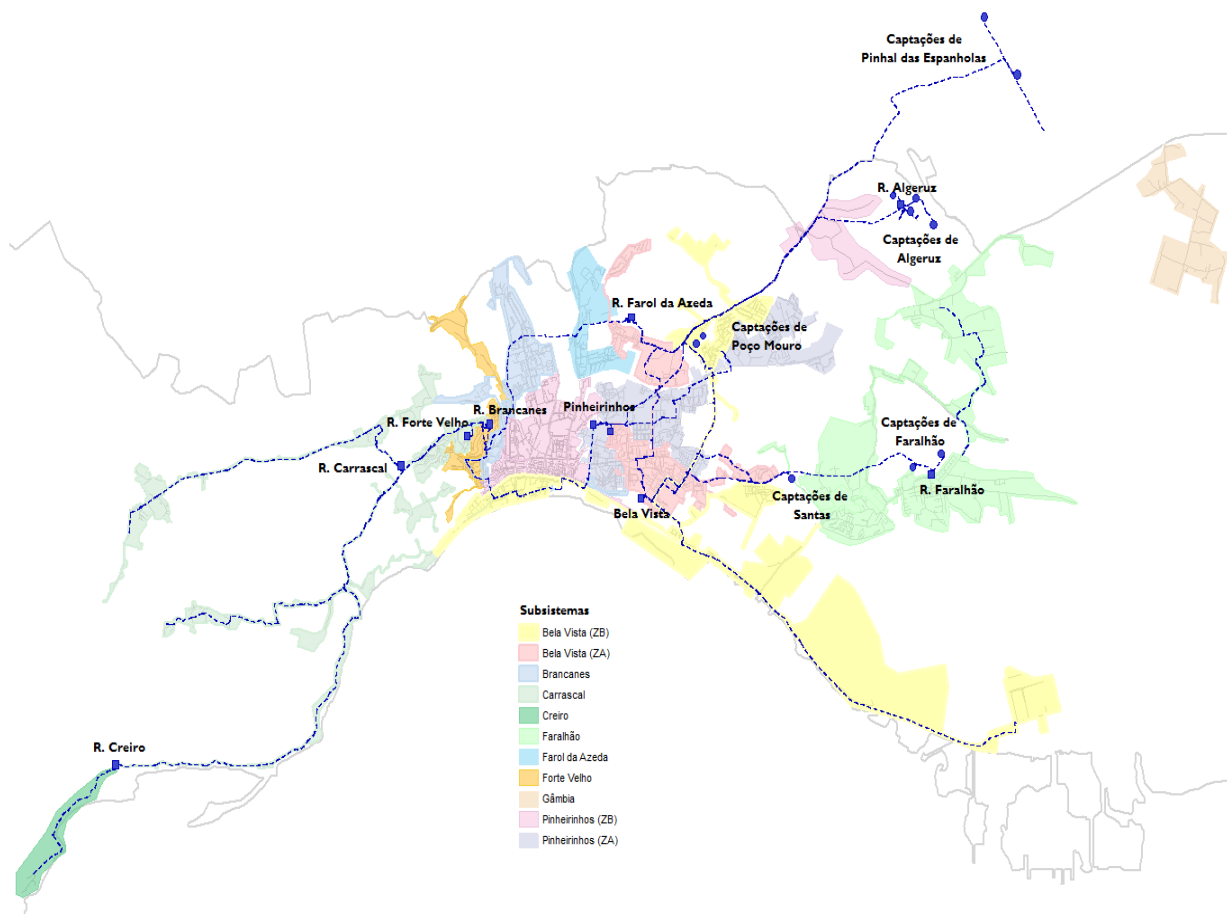 Captações de
Pinhal das Espanholas
R. Algeruz
Captações de
Algeruz
R. Farol da Azeda
Captações de
Poço Mouro
Pinheirinhos
R. Brancanes
R. Forte Velho
R. Carrascal
Captações de
Faralhão
R. Faralhão
Captações de
Santas
Bela Vista
R. Creiro
Subsistemas
Bela Vista (ZB)
Bela Vista (ZA)
Brancanes
Carrascal
Creiro
Faralhão
Farol da Azeda
Forte Velho
Gâmbia
Pinheirinhos (ZB)
Pinheirinhos (ZA)